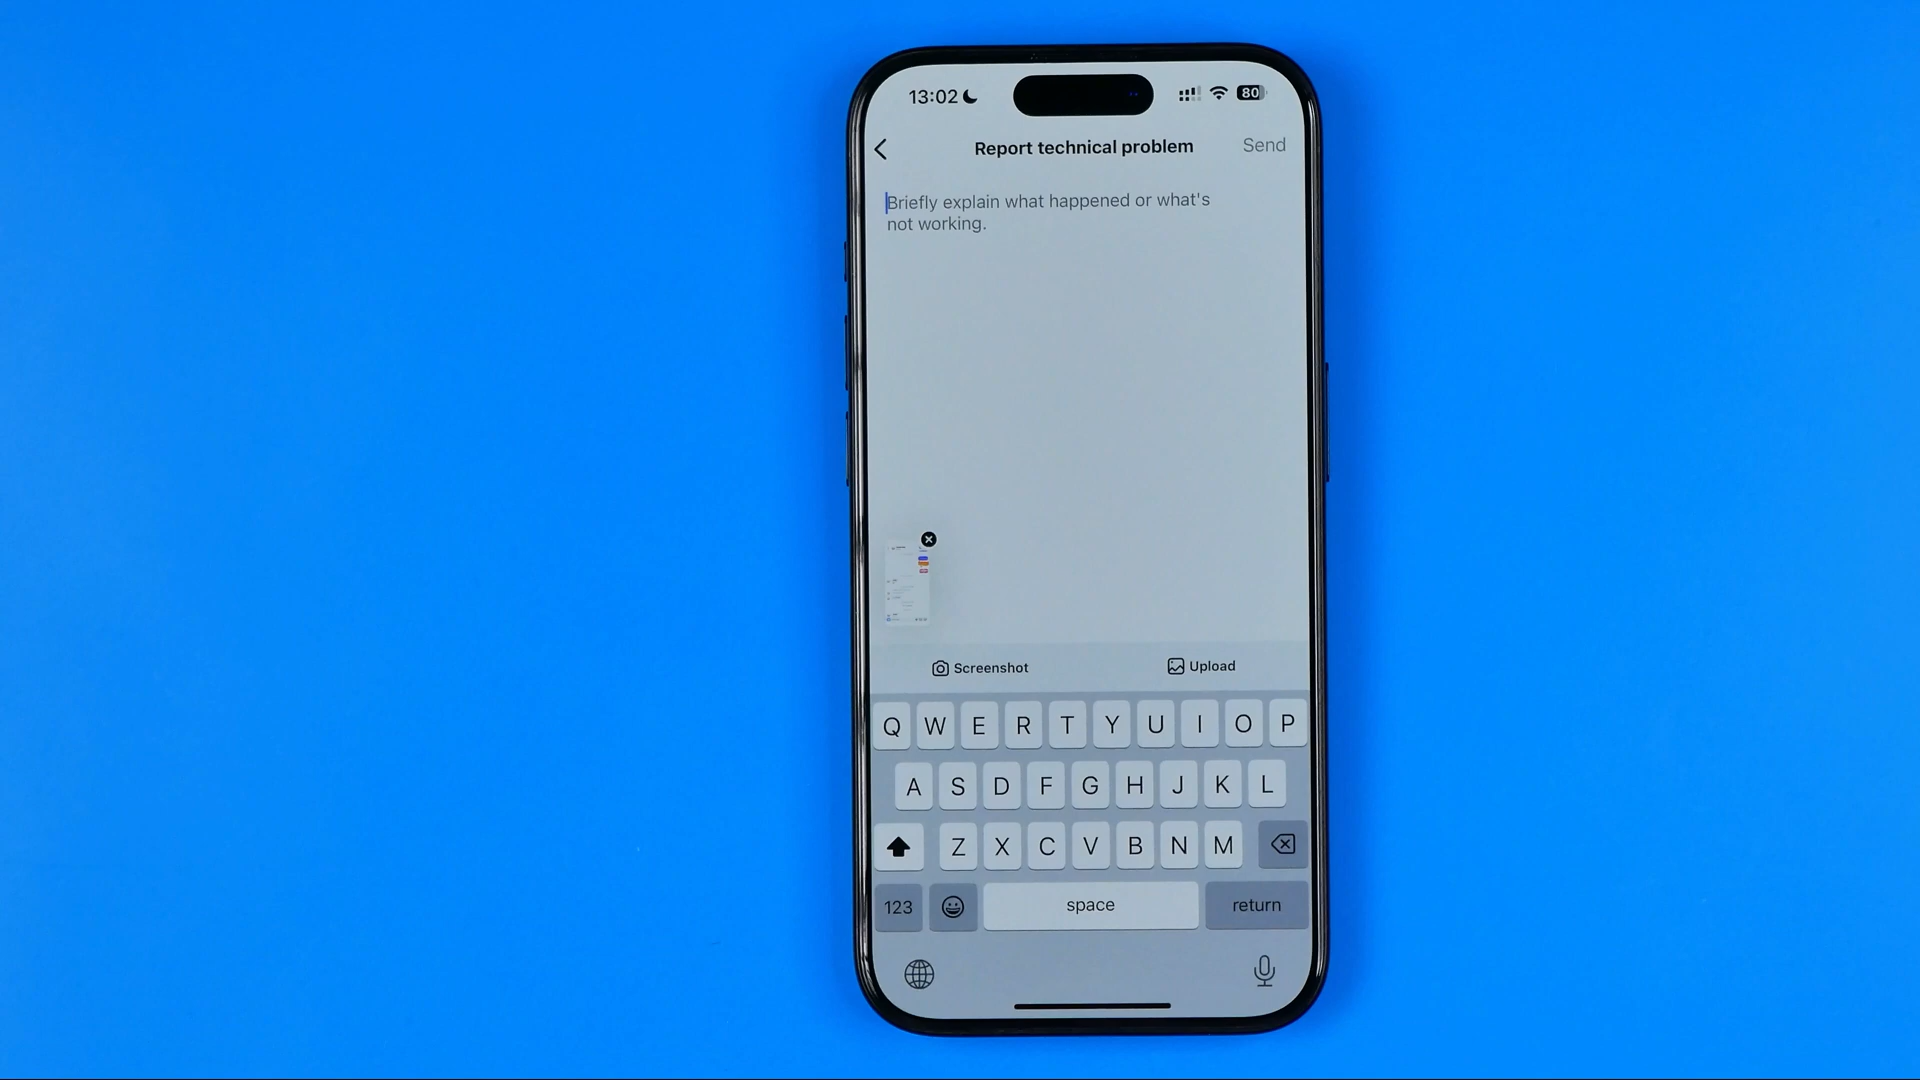 13:02
80
Report technical problem
Send
Briefly explain what happened or what's
not working.
Screenshot
Upload
Q W E R T Y U I O P
A S D F G H J K L
Z X C V B N M
123
space
return